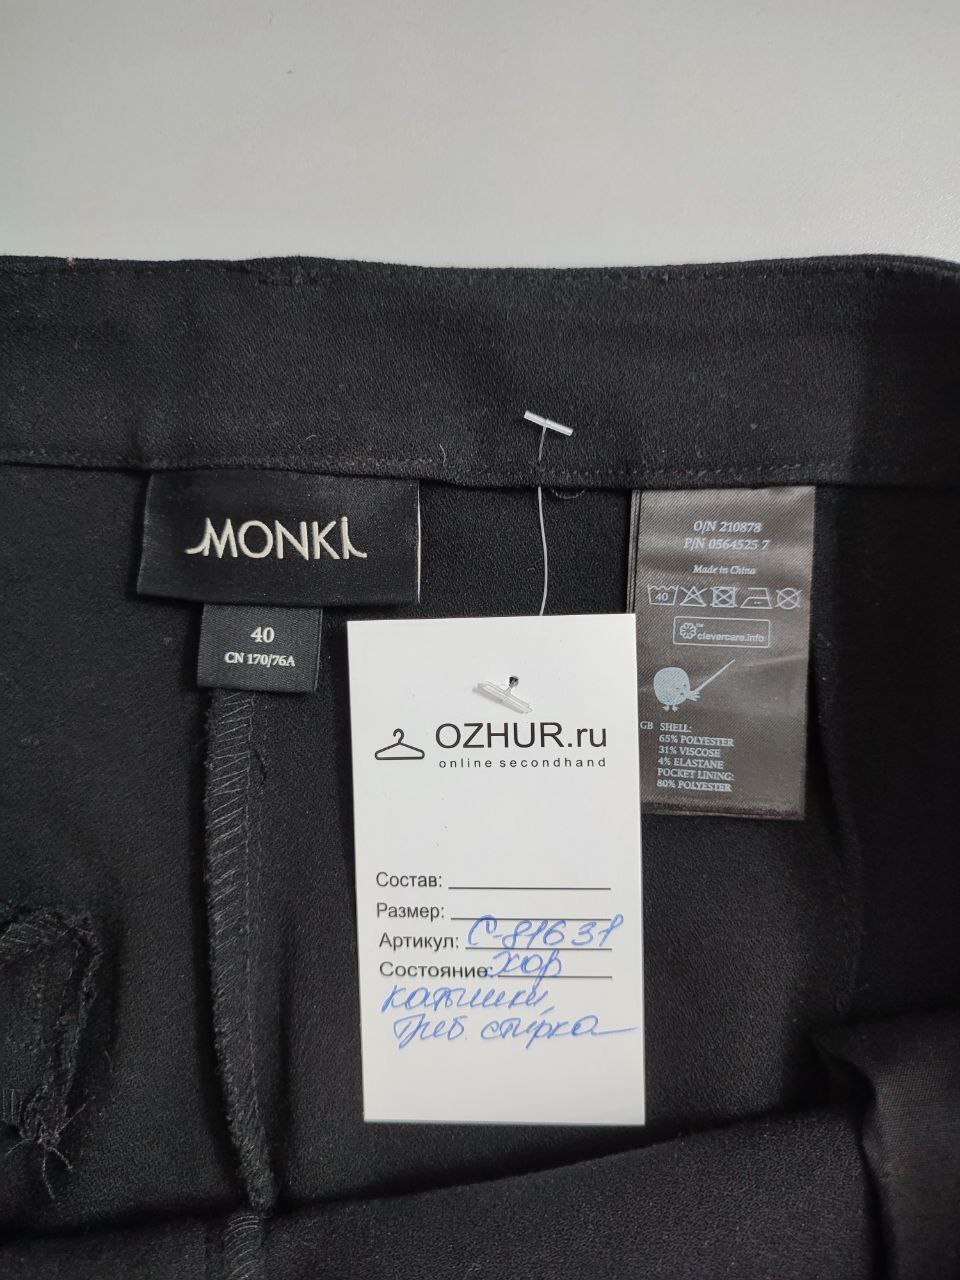 MONKI
40
CN 170/76A
O/N 210878
P/N 0564525 7
Made in China
40
clevercare.info
GB SHELL:
65% POLYESTER
31% VISCOSE
4% ELASTANE
POCKET LINING:
80% POLYESTER
OZHUR.ru
online secondhand
Состав:
Размер:
Артикул: С-81631
Состояние: хор
катышки,
треб. стирка